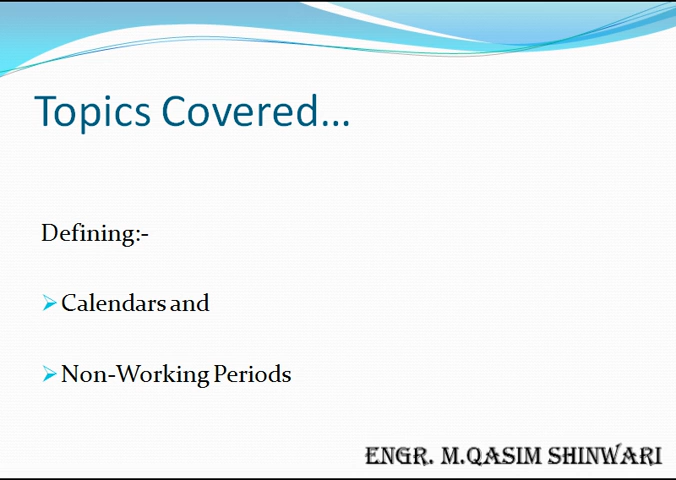 Topics Covered...
Defining:-
Calendars and
Non-Working Periods
ENGR. M.QASIM SHINWARI